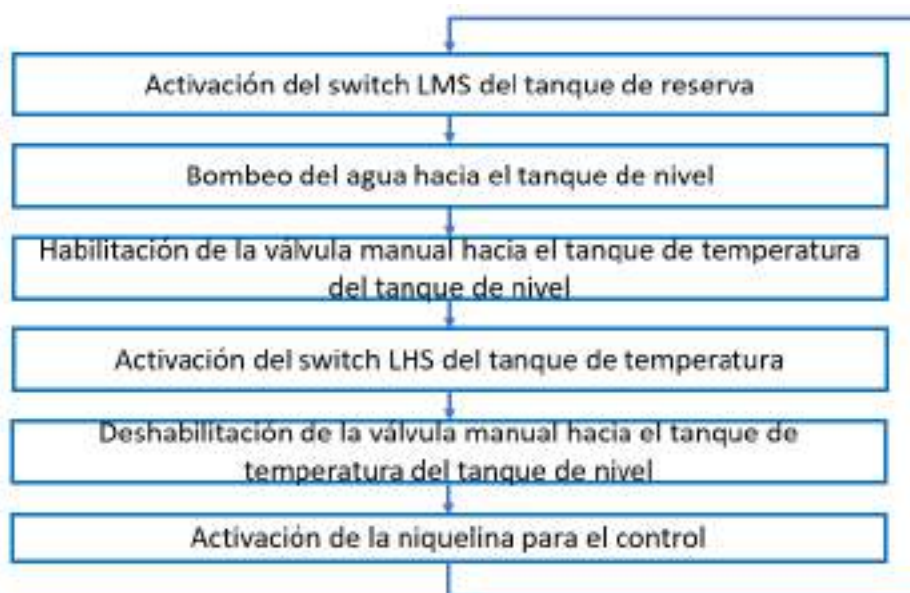 Activación del switch LMS del tanque de reserva
Bombeo del agua hacia el tanque de nivel
Habilitación de la válvula manual hacia el tanque de temperatura
del tanque de nivel
Activación del switch LHS del tanque de temperatura
Deshabilitación de la válvula manual hacia el tanque de
temperatura del tanque de nivel
Activación de la niquelina para el control